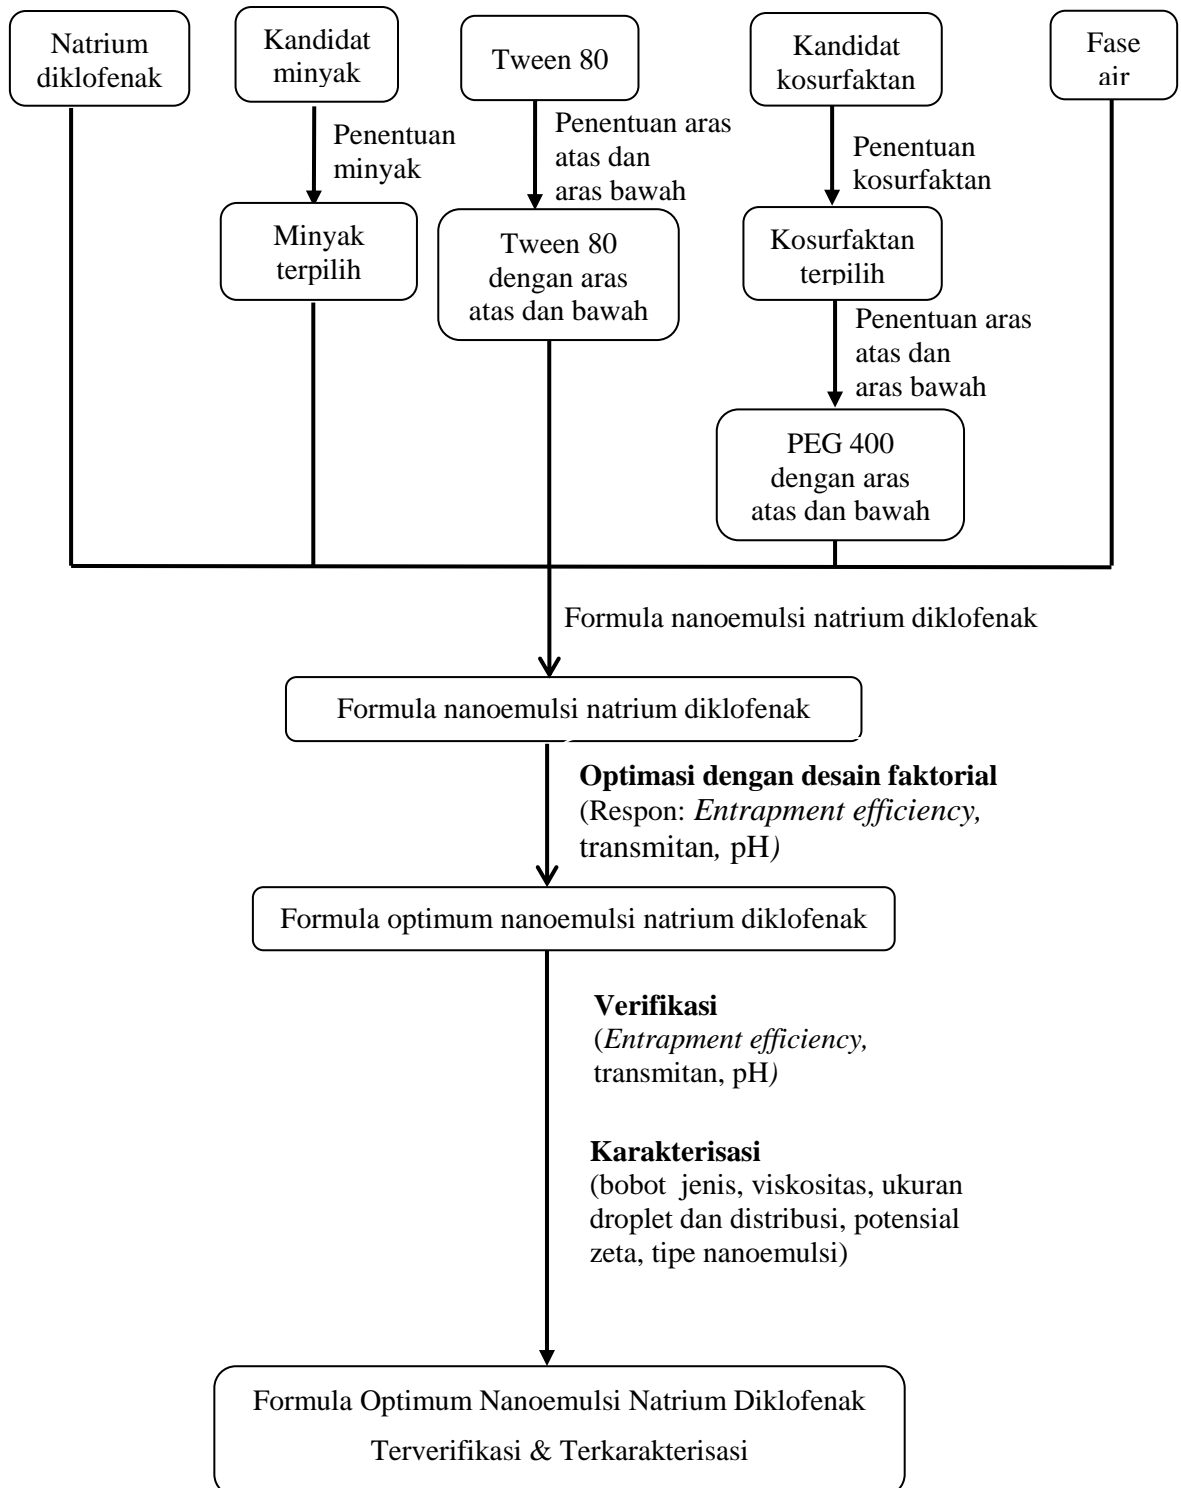 Natrium
diklofenak
Kandidat
minyak
Tween 80
Kandidat
kosurfaktan
Fase
air
Penentuan
minyak
Penentuan aras
atas dan
aras bawah
Penentuan
kosurfaktan
Minyak
terpilih
Tween 80
dengan aras
atas dan bawah
Kosurfaktan
terpilih
Penentuan aras
atas dan
aras bawah
PEG 400
dengan aras
atas dan bawah
Formula nanoemulsi natrium diklofenak
Formula nanoemulsi natrium diklofenak
Optimasi dengan desain faktorial
(Respon: Entrapment efficiency,
transmitan, pH)
Formula optimum nanoemulsi natrium diklofenak
Verifikasi
(Entrapment efficiency,
transmitan, pH)
Karakterisasi
(bobot jenis, viskositas, ukuran
droplet dan distribusi, potensial
zeta, tipe nanoemulsi)
Formula Optimum Nanoemulsi Natrium Diklofenak
Terverifikasi & Terkarakterisasi